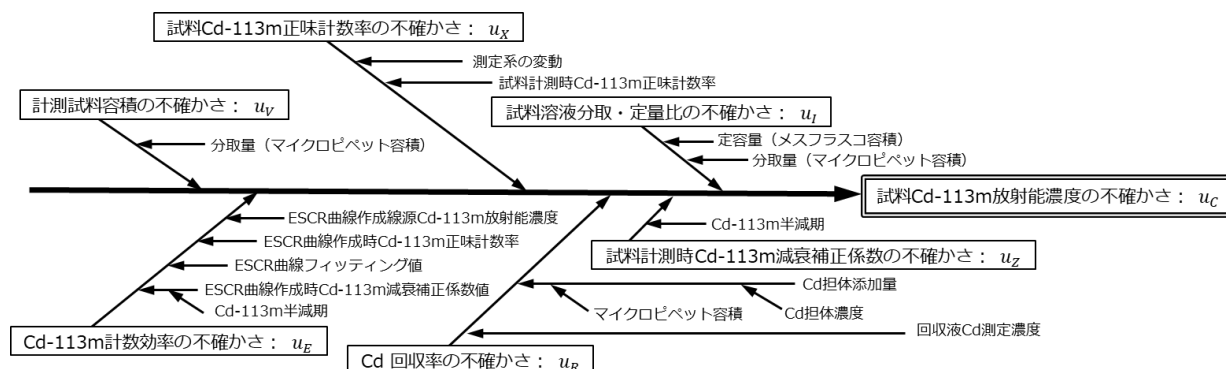 試料Cd-113m正味計数率の不確かさ： u_X
測定系の変動
試料計測時Cd-113m正味計数率
計測試料容積の不確かさ： u_V
分取量（マイクロピペット容積）
試料溶液分取・定量比の不確かさ： u_I
定容量（メスフラスコ容積）
分取量（マイクロピペット容積）
試料Cd-113m放射能濃度の不確かさ： u_C
ESCR曲線作成線源Cd-113m放射能濃度
ESCR曲線作成時Cd-113m正味計数率
ESCR曲線フィッティング値
ESCR曲線作成時Cd-113m減衰補正係数値
Cd-113m半減期
Cd-113m計数効率の不確かさ： u_E
Cd-113m半減期
試料計測時Cd-113m減衰補正係数の不確かさ： u_Z
Cd担体添加量
マイクロピペット容積
Cd担体濃度
回収液Cd測定濃度
Cd 回収率の不確かさ： u_R